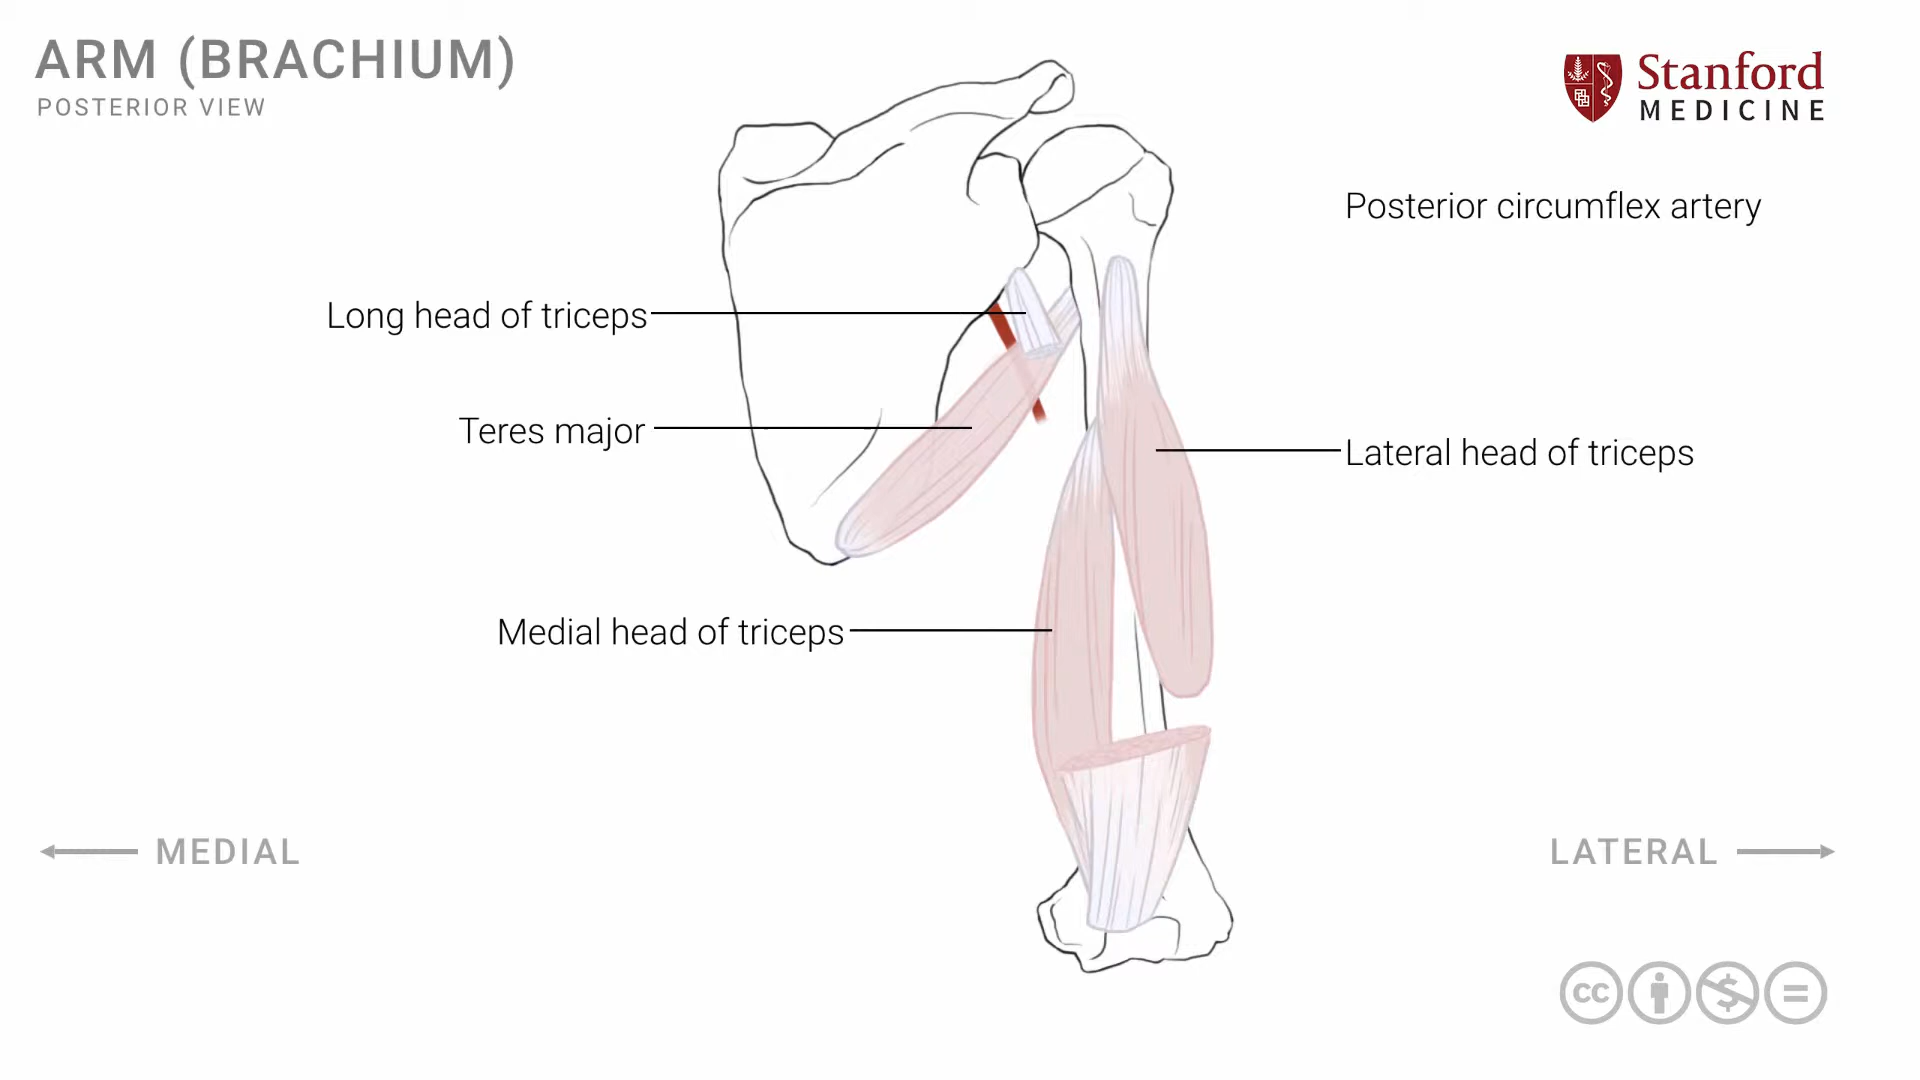 ARM (BRACHIUM)
POSTERIOR VIEW
Stanford
MEDICINE
Posterior circumflex artery
Long head of triceps
Teres major
Lateral head of triceps
Medial head of triceps
MEDIAL
LATERAL
cc